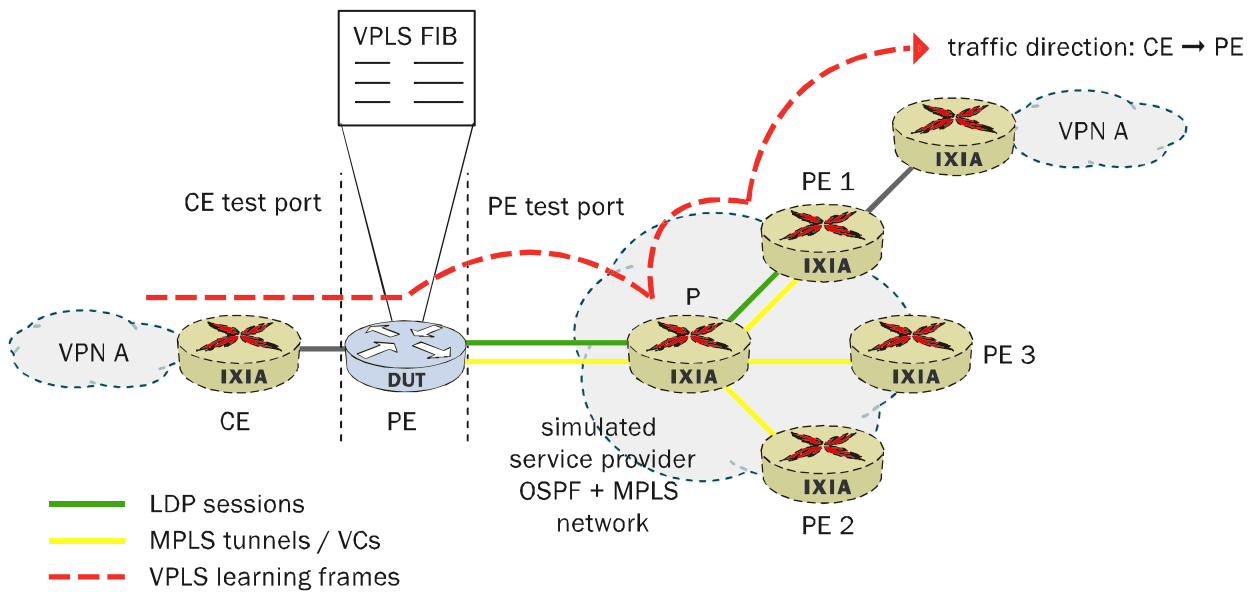 VPLS FIB
traffic direction: CE → PE
VPN A
IXIA
PE 1
CE test port
PE test port
IXIA
P
VPN A
IXIA
DUT
IXIA
IXIA
PE 3
CE
PE
simulated
service provider
OSPF + MPLS
network
IXIA
PE 2
LDP sessions
MPLS tunnels / VCs
VPLS learning frames